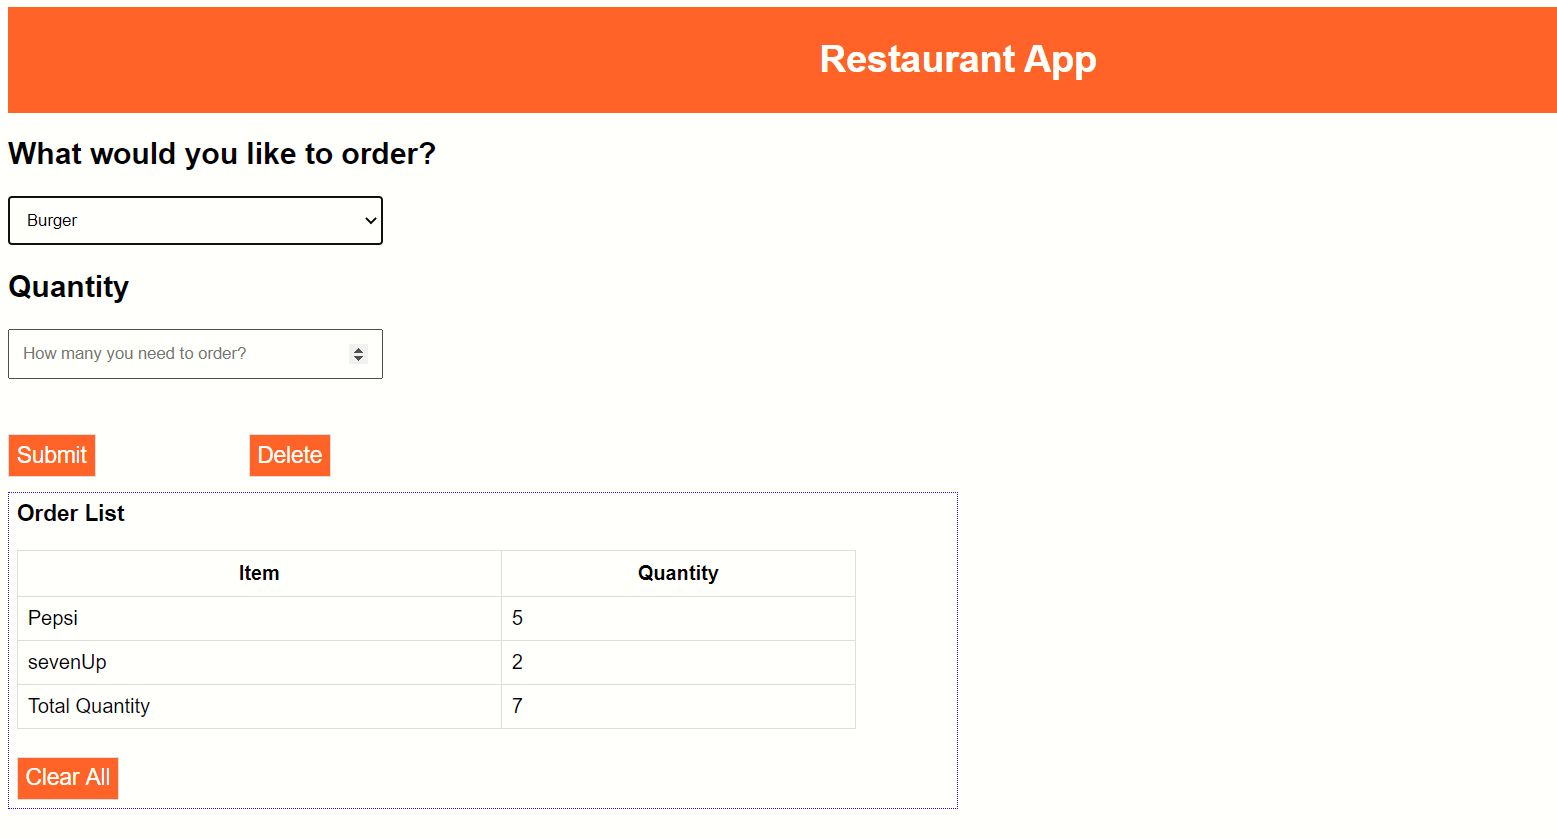 Restaurant App
What would you like to order?
Burger
Quantity
How many you need to order?
Submit Delete
Order List
Item Quantity
Pepsi 5
sevenUp 2
Total Quantity 7
Clear All